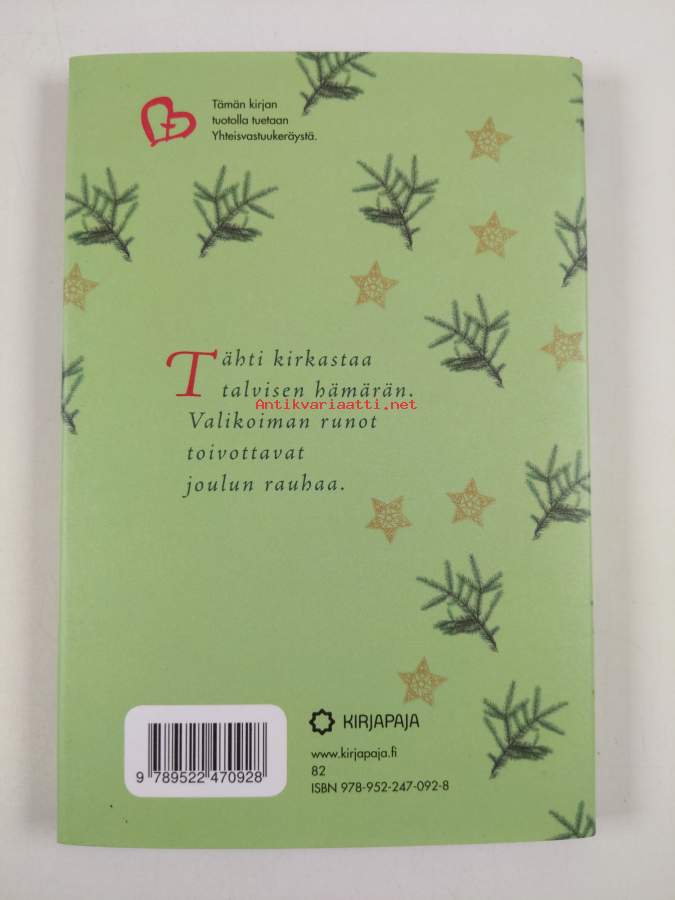 Tämän kirjan
tuotolla tuetaan
Yhteisvastuukeräystä.
Tähti kirkastaa
talvisen hämärän.
Antikvariaatti.net
Valikoiman runot
toivottavat
joulun rauhaa.
KIRJAPAJA
www.kirjapaja.fi
82
ISBN 978-952-247-092-8
9 789522 470928